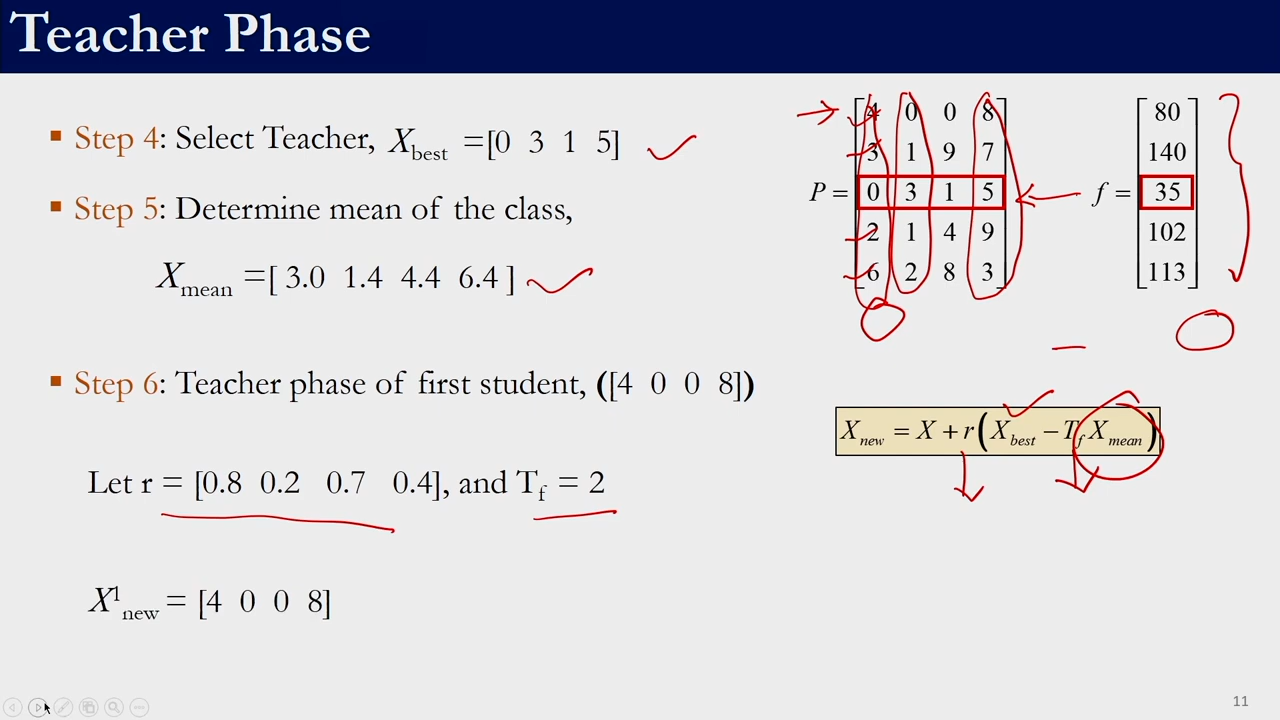 Teacher Phase
▪ Step 4: Select Teacher, X_best =[0 3 1 5]
▪ Step 5: Determine mean of the class,
X_mean =[ 3.0 1.4 4.4 6.4 ]
▪ Step 6: Teacher phase of first student, ([4 0 0 8])
Let r = [0.8 0.2 0.7 0.4], and T_f = 2
X^1_new = [4 0 0 8]
4 0 0 8
3 1 9 7
P = 0 3 1 5
2 1 4 9
6 2 8 3
80
140
f = 35
102
113
X_new = X + r(X_best − T_f X_mean)
11